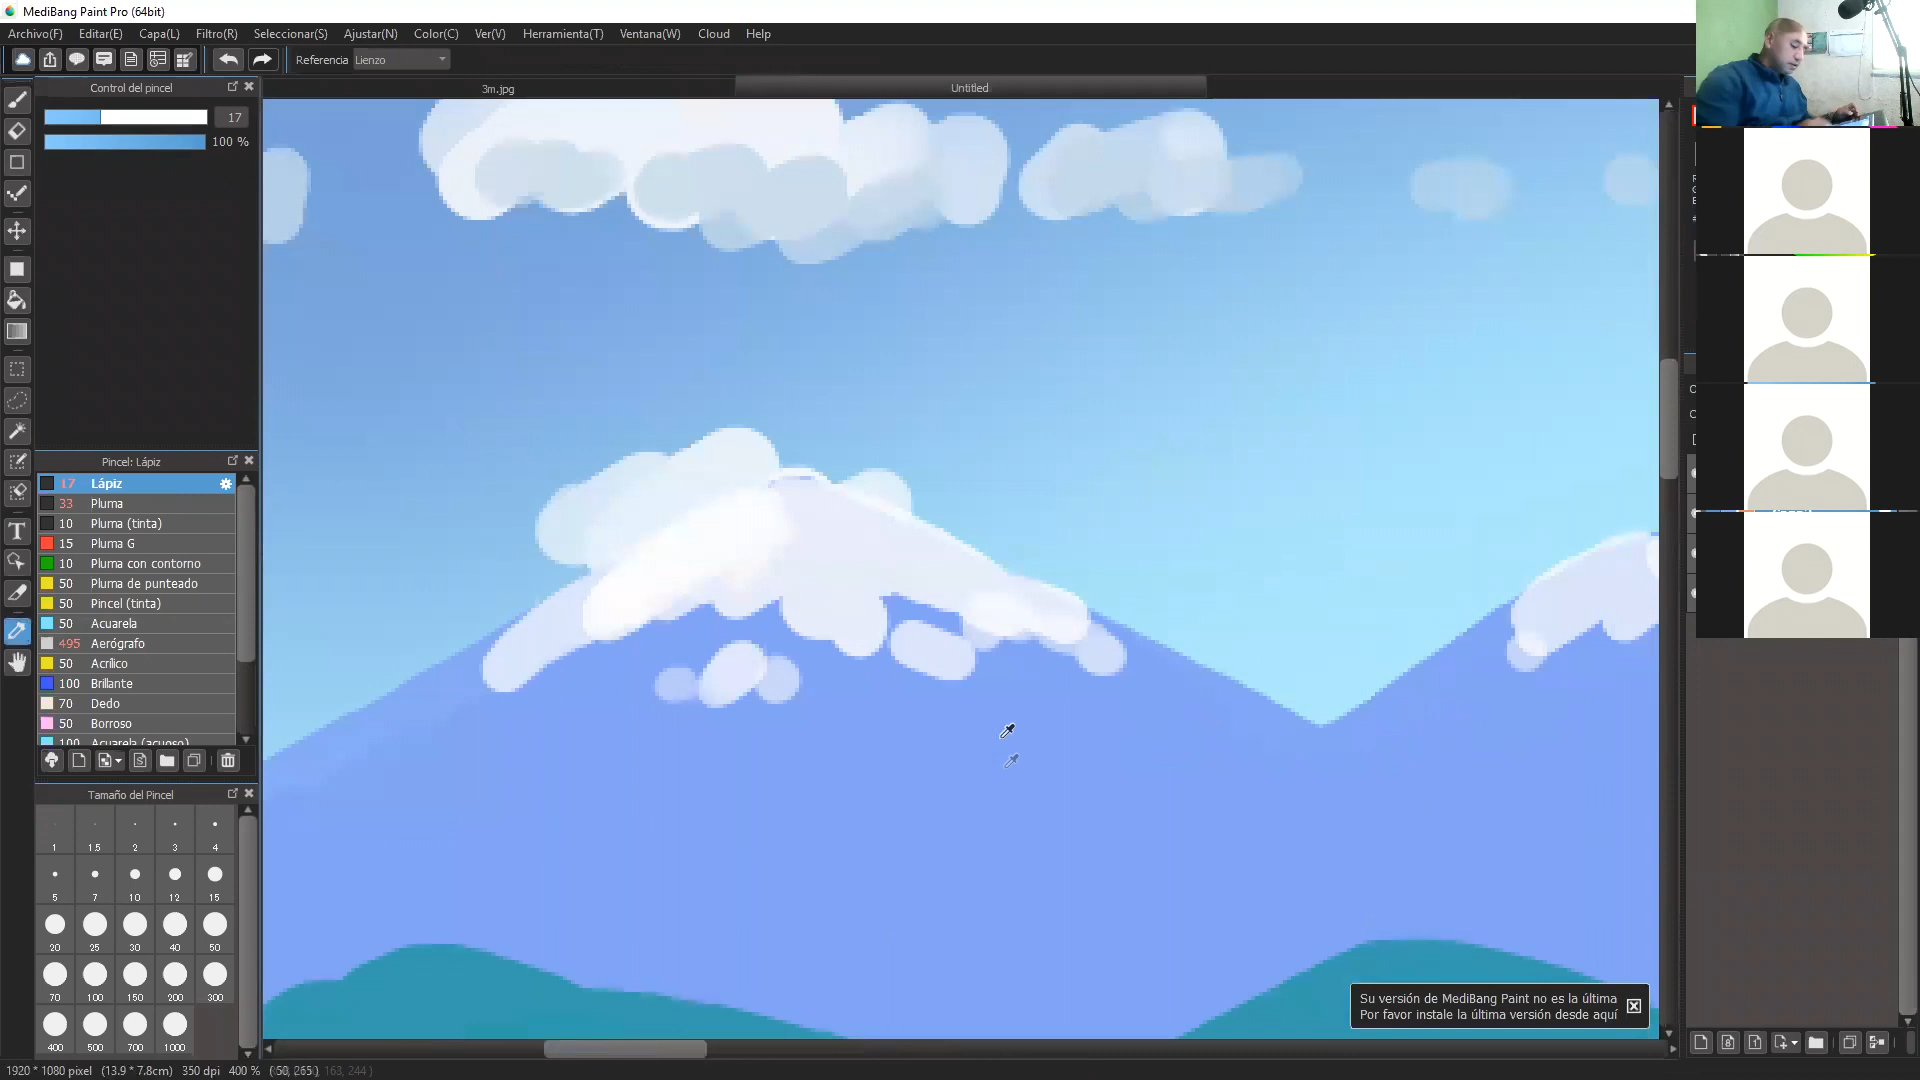 MediBang Paint Pro (64bit)
Archivo(F) Editar(E) Capa(L) Filtro(R) Seleccionar(S) Ajustar(N) Color(C) Ver(V) Herramienta(T) Ventana(W) Cloud Help
Referencia Lienzo
Control del pincel
3m.jpg
Untitled
17
100 %
Pincel: Lápiz
17 Lápiz
33 Pluma
10 Pluma (tinta)
15 Pluma G
10 Pluma con contorno
50 Pluma de punteado
50 Pincel (tinta)
50 Acuarela
495 Aerógrafo
50 Acrílico
100 Brillante
70 Dedo
50 Borroso
100 Acuarela (acuoso)
Tamaño del Pincel
1 1.5 2 3 4
5 7 10 12 15
20 25 30 40 50
70 100 150 200 300
400 500 700 1000
Su versión de MediBang Paint no es la última
Por favor instale la última versión desde aquí
1920 * 1080 pixel (13.9 * 7.8cm) 350 dpi 400 %